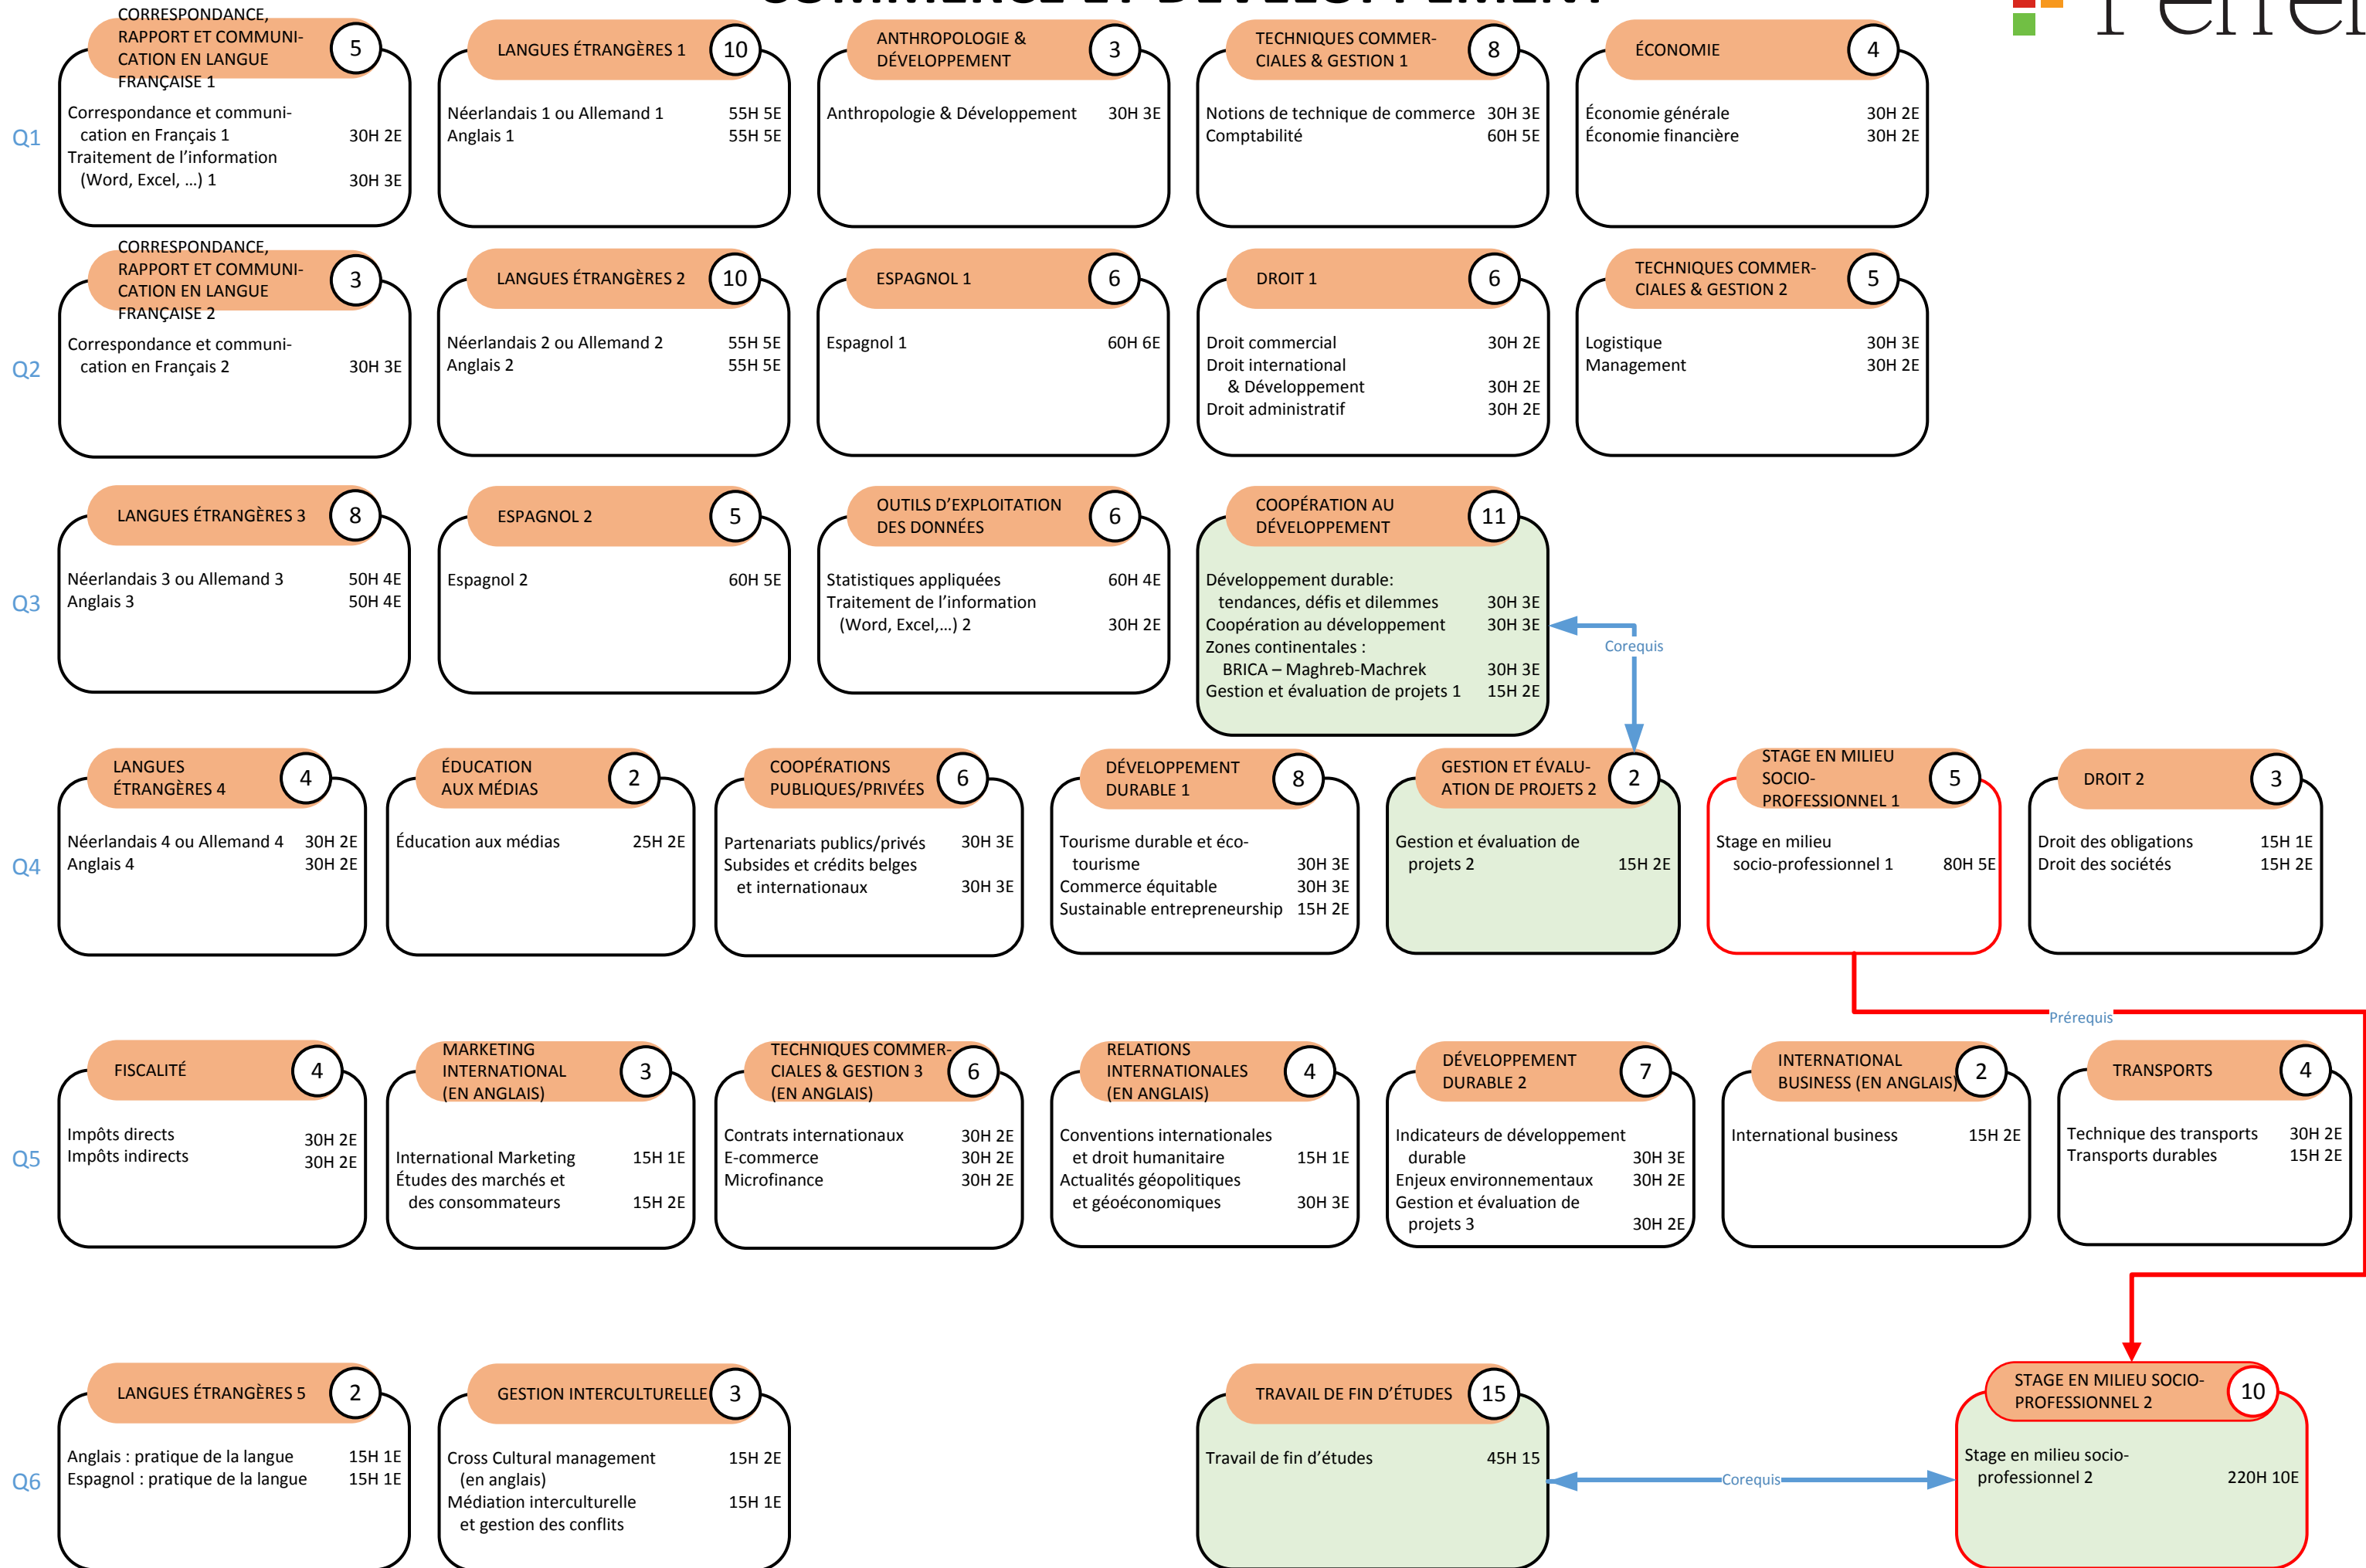 COMMERCE ET DÉVELOPPEMENT
CORRESPONDANCE,
RAPPORT ET COMMUNI-
CATION EN LANGUE
FRANÇAISE 1
5
Correspondance et communi-
cation en Français 1 30H 2E
Traitement de l’information
(Word, Excel, …) 1 30H 3E
LANGUES ÉTRANGÈRES 1 10
Néerlandais 1 ou Allemand 1 55H 5E
Anglais 1 55H 5E
ANTHROPOLOGIE &
DÉVELOPPEMENT
3
Anthropologie & Développement 30H 3E
TECHNIQUES COMMER-
CIALES & GESTION 1
8
Notions de technique de commerce 30H 3E
Comptabilité 60H 5E
ÉCONOMIE 4
Économie générale 30H 2E
Économie financière 30H 2E
Q1
CORRESPONDANCE,
RAPPORT ET COMMUNI-
CATION EN LANGUE
FRANÇAISE 2
3
Correspondance et communi-
cation en Français 2 30H 3E
LANGUES ÉTRANGÈRES 2 10
Néerlandais 2 ou Allemand 2 55H 5E
Anglais 2 55H 5E
ESPAGNOL 1 6
Espagnol 1 60H 6E
DROIT 1 6
Droit commercial 30H 2E
Droit international
& Développement 30H 2E
Droit administratif 30H 2E
TECHNIQUES COMMER-
CIALES & GESTION 2
5
Logistique 30H 3E
Management 30H 2E
Q2
LANGUES ÉTRANGÈRES 3 8
Néerlandais 3 ou Allemand 3 50H 4E
Anglais 3 50H 4E
ESPAGNOL 2 5
Espagnol 2 60H 5E
OUTILS D’EXPLOITATION
DES DONNÉES
6
Statistiques appliquées 60H 4E
Traitement de l’information
(Word, Excel,…) 2 30H 2E
COOPÉRATION AU
DÉVELOPPEMENT
11
Développement durable:
tendances, défis et dilemmes 30H 3E
Coopération au développement 30H 3E
Zones continentales :
BRICA – Maghreb-Machrek 30H 3E
Gestion et évaluation de projets 1 15H 2E
Corequis
Q3
LANGUES
ÉTRANGÈRES 4
4
Néerlandais 4 ou Allemand 4 30H 2E
Anglais 4 30H 2E
ÉDUCATION
AUX MÉDIAS
2
Éducation aux médias 25H 2E
COOPÉRATIONS
PUBLIQUES/PRIVÉES
6
Partenariats publics/privés 30H 3E
Subsides et crédits belges
et internationaux 30H 3E
DÉVELOPPEMENT
DURABLE 1
8
Tourisme durable et éco-
tourisme 30H 3E
Commerce équitable 30H 3E
Sustainable entrepreneurship 15H 2E
GESTION ET ÉVALU-
ATION DE PROJETS 2
2
Gestion et évaluation de
projets 2 15H 2E
STAGE EN MILIEU
SOCIO-
PROFESSIONNEL 1
5
Stage en milieu
socio-professionnel 1 80H 5E
DROIT 2 3
Droit des obligations 15H 1E
Droit des sociétés 15H 2E
Q4
Prérequis
FISCALITÉ 4
Impôts directs 30H 2E
Impôts indirects 30H 2E
MARKETING
INTERNATIONAL
(EN ANGLAIS)
3
International Marketing 15H 1E
Études des marchés et
des consommateurs 15H 2E
TECHNIQUES COMMER-
CIALES & GESTION 3
(EN ANGLAIS)
6
Contrats internationaux 30H 2E
E-commerce 30H 2E
Microfinance 30H 2E
RELATIONS
INTERNATIONALES
(EN ANGLAIS)
4
Conventions internationales
et droit humanitaire 15H 1E
Actualités géopolitiques
et géoéconomiques 30H 3E
DÉVELOPPEMENT
DURABLE 2
7
Indicateurs de développement
durable 30H 3E
Enjeux environnementaux 30H 2E
Gestion et évaluation de
projets 3 30H 2E
INTERNATIONAL
BUSINESS (EN ANGLAIS)
2
International business 15H 2E
TRANSPORTS 4
Technique des transports 30H 2E
Transports durables 15H 2E
Q5
LANGUES ÉTRANGÈRES 5 2
Anglais : pratique de la langue 15H 1E
Espagnol : pratique de la langue 15H 1E
GESTION INTERCULTURELLE 3
Cross Cultural management 15H 2E
(en anglais)
Médiation interculturelle 15H 1E
et gestion des conflits
TRAVAIL DE FIN D’ÉTUDES 15
Travail de fin d’études 45H 15
Corequis
STAGE EN MILIEU SOCIO-
PROFESSIONNEL 2
10
Stage en milieu socio-
professionnel 2 220H 10E
Q6